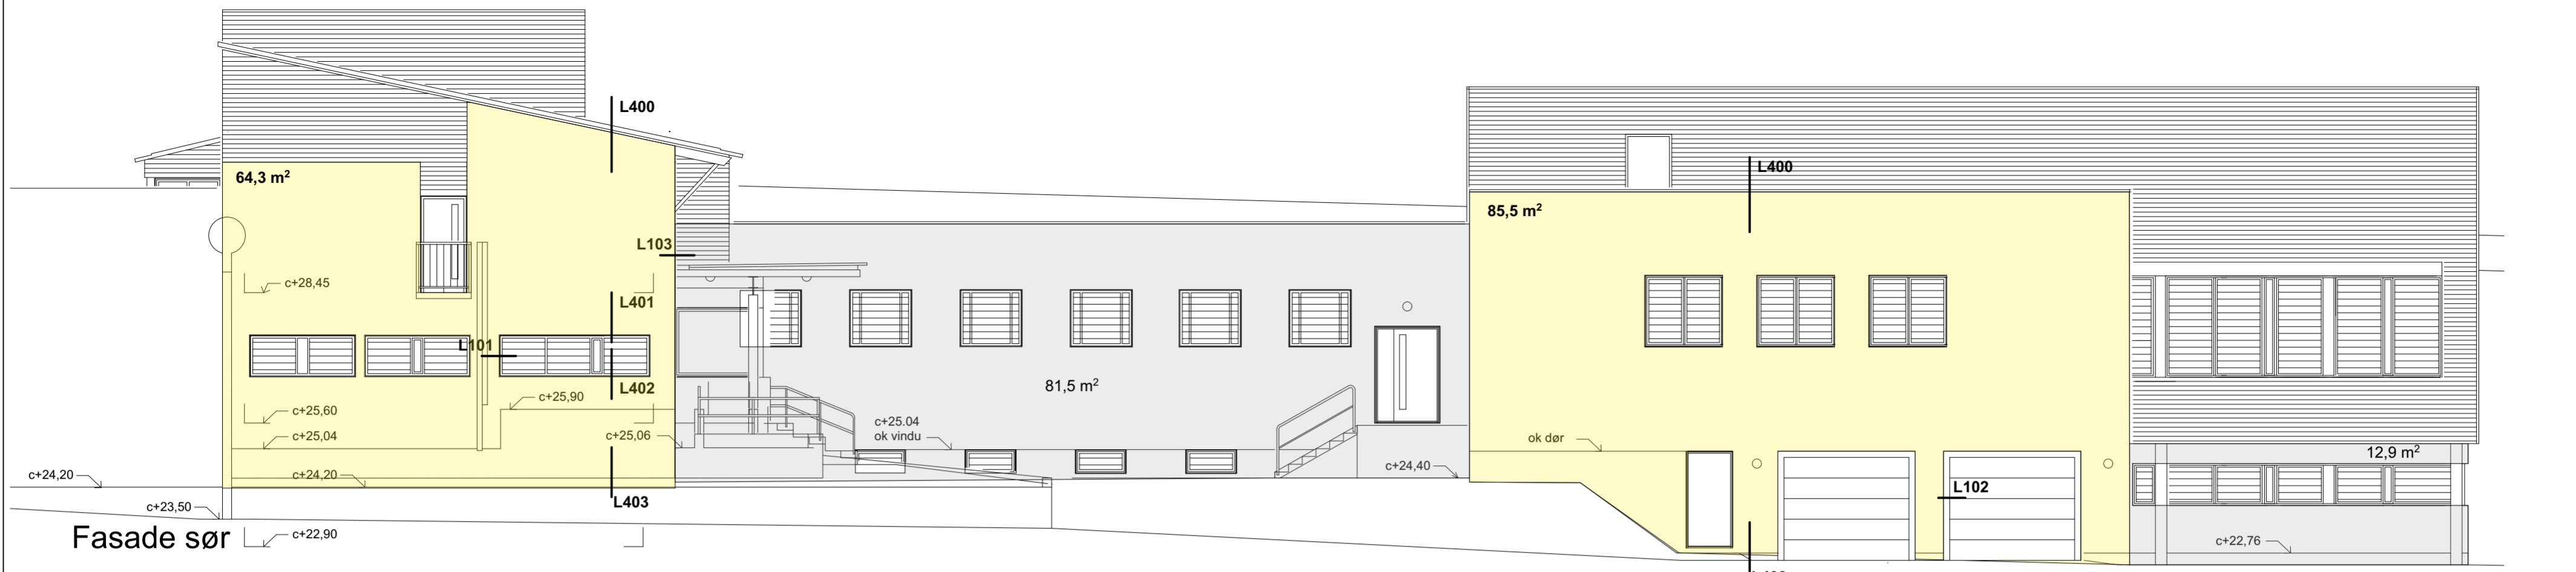 L400
L400
64,3 m²
85,5 m²
L103
c+28,45
L401
L101
L402
81,5 m²
c+25,90
c+25,60
c+25.04
ok vindu
c+25,04
c+25,06
ok dør
12,9 m²
c+24,40
c+24,20
c+24,20
L102
L403
c+23,50
Fasade sør
c+22,90
c+22,76